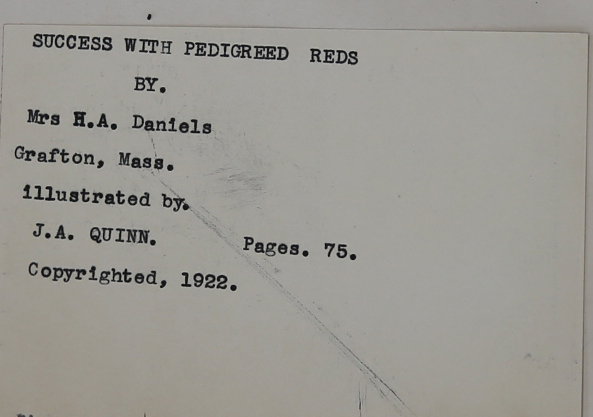 SUCCESS WITH PEDIGREED REDS
BY.
Mrs H.A. Daniels
Grafton, Mass.
illustrated by.
J.A. QUINN. Pages. 75.
Copyrighted, 1922.